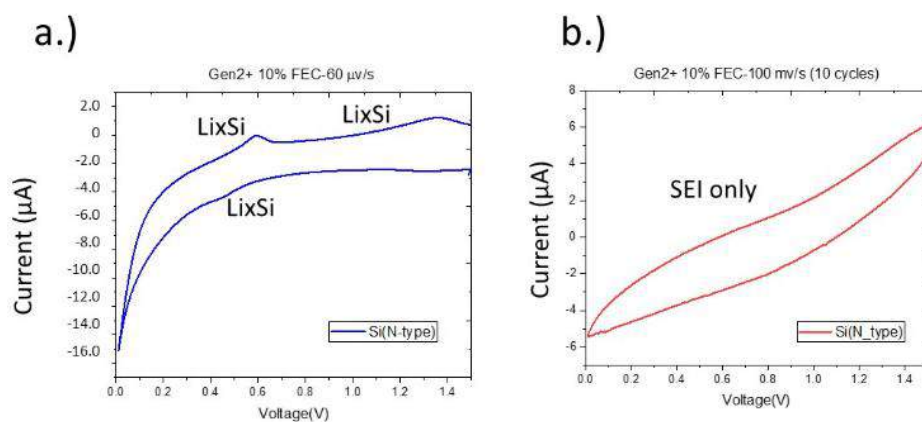 a.)
Gen2+ 10% FEC-60 μv/s
2.0
0
-2.0
-4.0
-6.0
-8.0
-10.0
-12.0
-14.0
-16.0
Current (μA)
LixSi
LixSi
LixSi
Si(N-type)
0.0 0.2 0.4 0.6 0.8 1.0 1.2 1.4
Voltage(V)
b.)
Gen2+ 10% FEC-100 mv/s (10 cycles)
8
6
4
2
0
-2
-4
-6
Current (μA)
SEI only
Si(N_type)
0.0 0.2 0.4 0.6 0.8 1.0 1.2 1.4
Voltage(V)